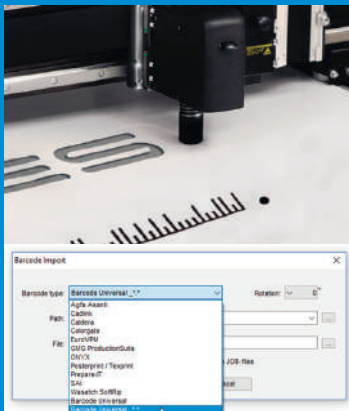 Barcode Import
Barcode type: Barcode Universal _*.* Rotation: 0°
Agfa Asanti
Cadlink
Caldera
Colorgate
EuroVPM
Path:
GMG ProductionSuite
ONYX
Posterprint / Texprint
File:
PrepareIT
SAi
JOB-files
Wasatch SoftRip
Barcode Universal
Barcode Universal _*.*